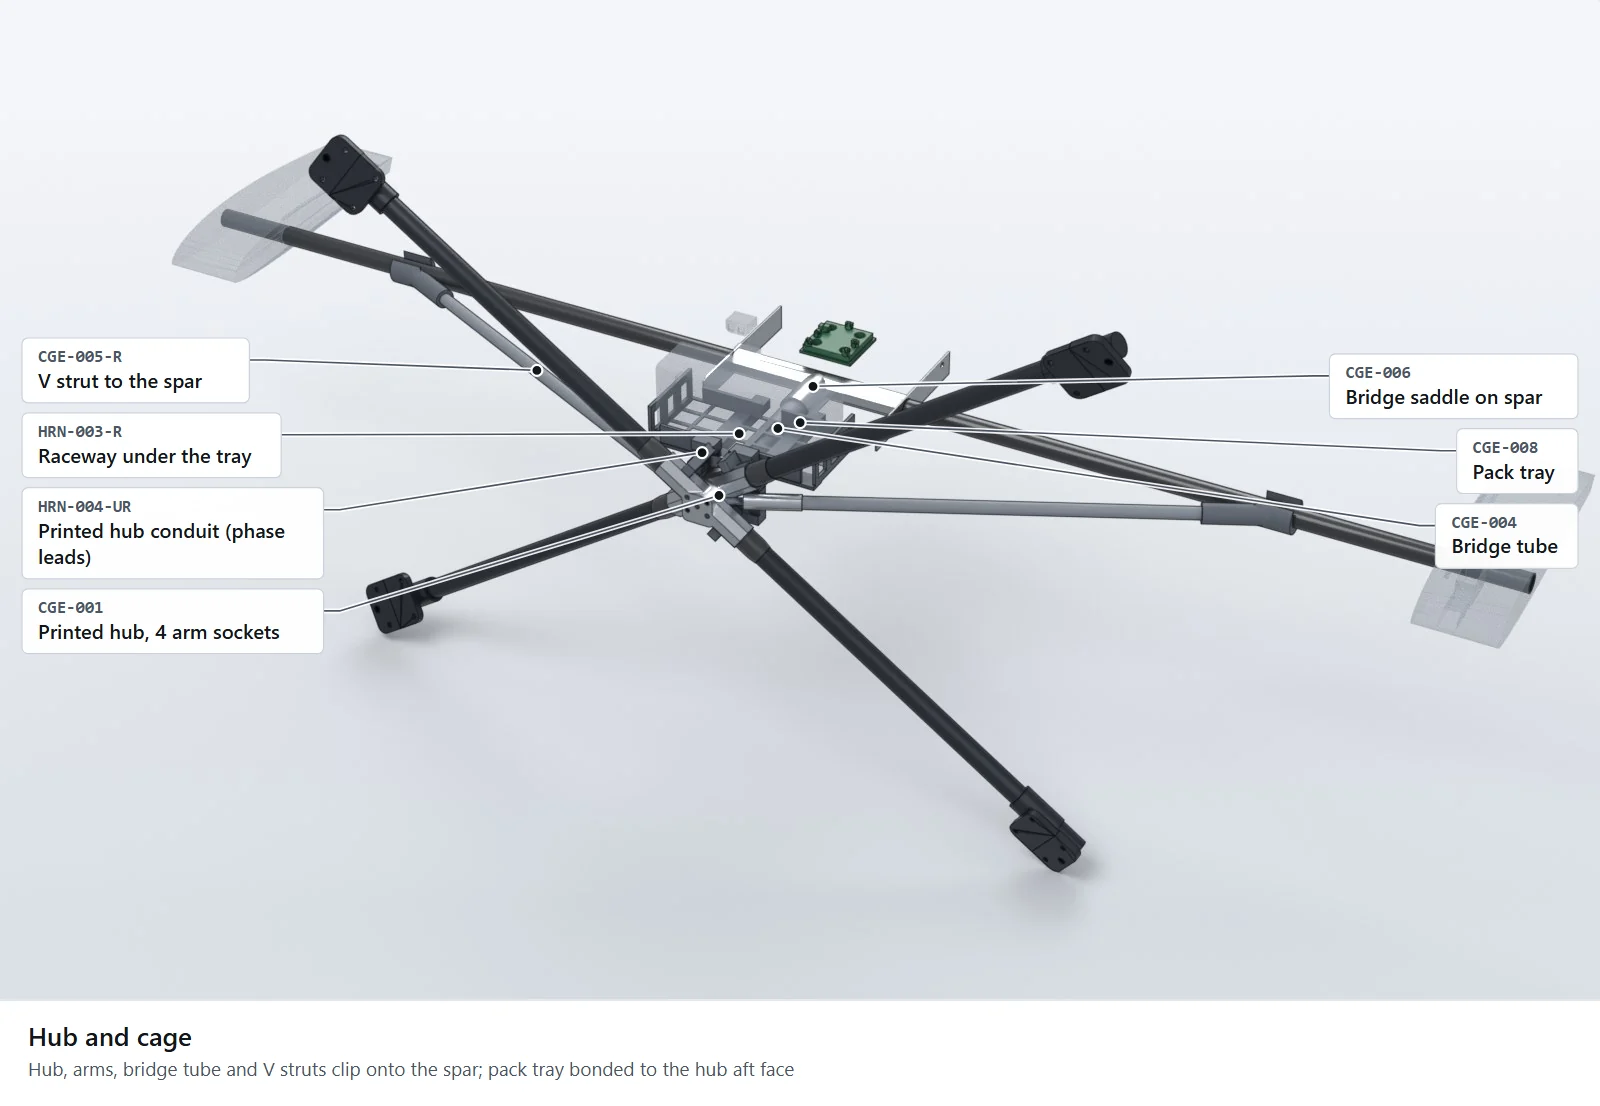 CGE-005-R
V strut to the spar
HRN-003-R
Raceway under the tray
HRN-004-UR
Printed hub conduit (phase
leads)
CGE-001
Printed hub, 4 arm sockets
CGE-006
Bridge saddle on spar
CGE-008
Pack tray
CGE-004
Bridge tube
Hub and cage
Hub, arms, bridge tube and V struts clip onto the spar; pack tray bonded to the hub aft face